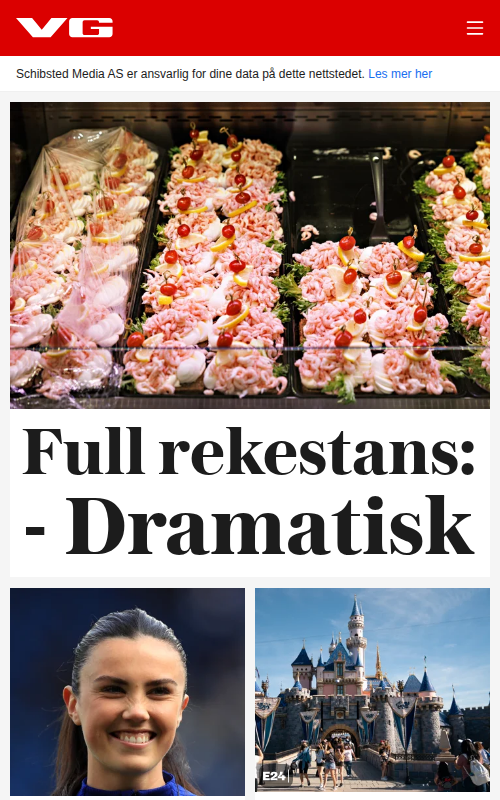 VG
Schibsted Media AS er ansvarlig for dine data på dette nettstedet. Les mer her
Full rekestans:
- Dramatisk
E24